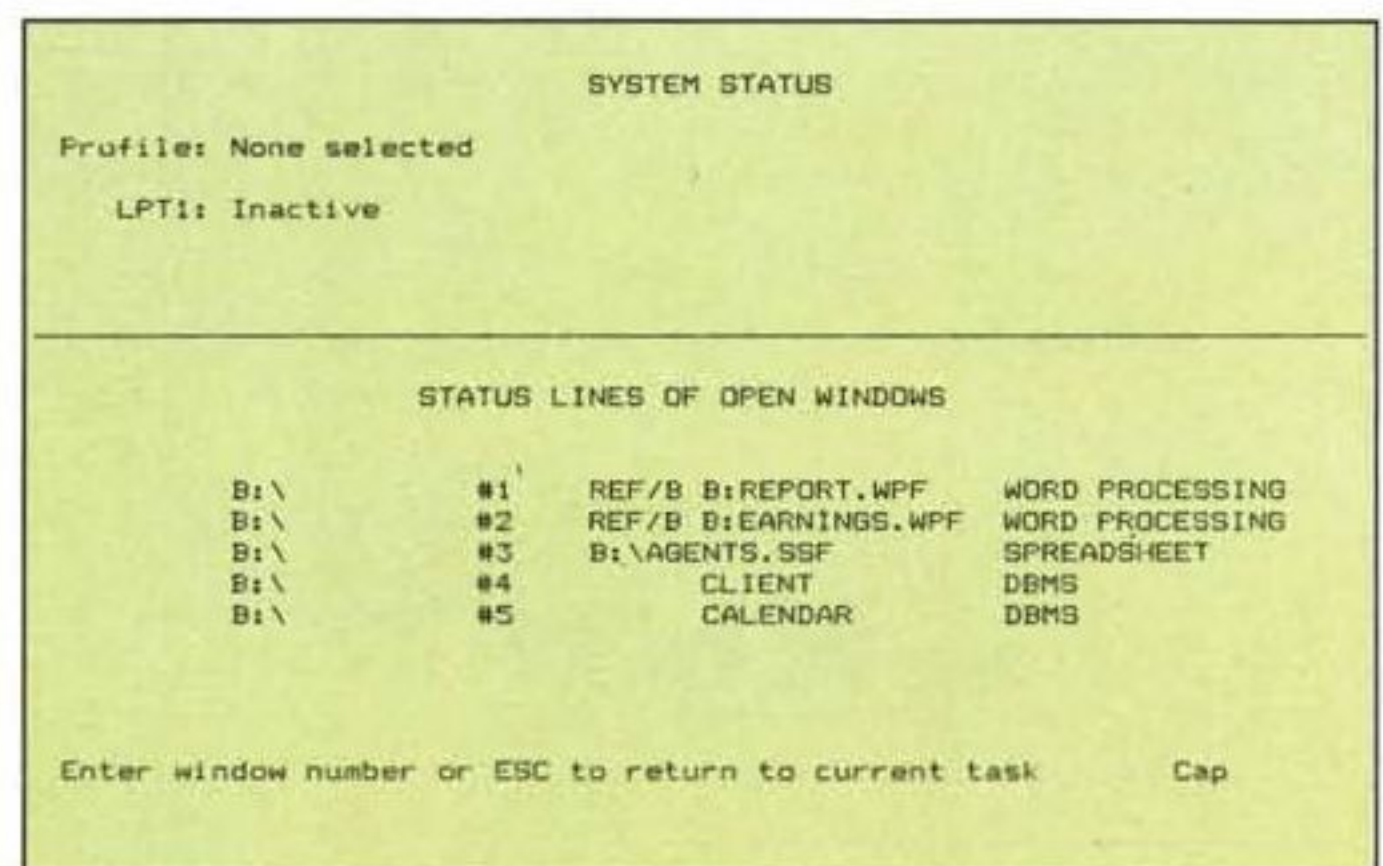 SYSTEM STATUS
Profile: None selected
LPT1: Inactive
STATUS LINES OF OPEN WINDOWS
B:\ #1 REF/B B:REPORT.WPF WORD PROCESSING
B:\ #2 REF/B B:EARNINGS.WPF WORD PROCESSING
B:\ #3 B:\AGENTS.SSF SPREADSHEET
B:\ #4 CLIENT DBMS
B:\ #5 CALENDAR DBMS
Enter window number or ESC to return to current task Cap